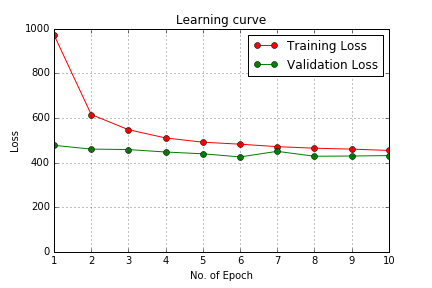 Learning curve
1000
800
600
400
200
0
Loss
Training Loss
Validation Loss
1 2 3 4 5 6 7 8 9 10
No. of Epoch